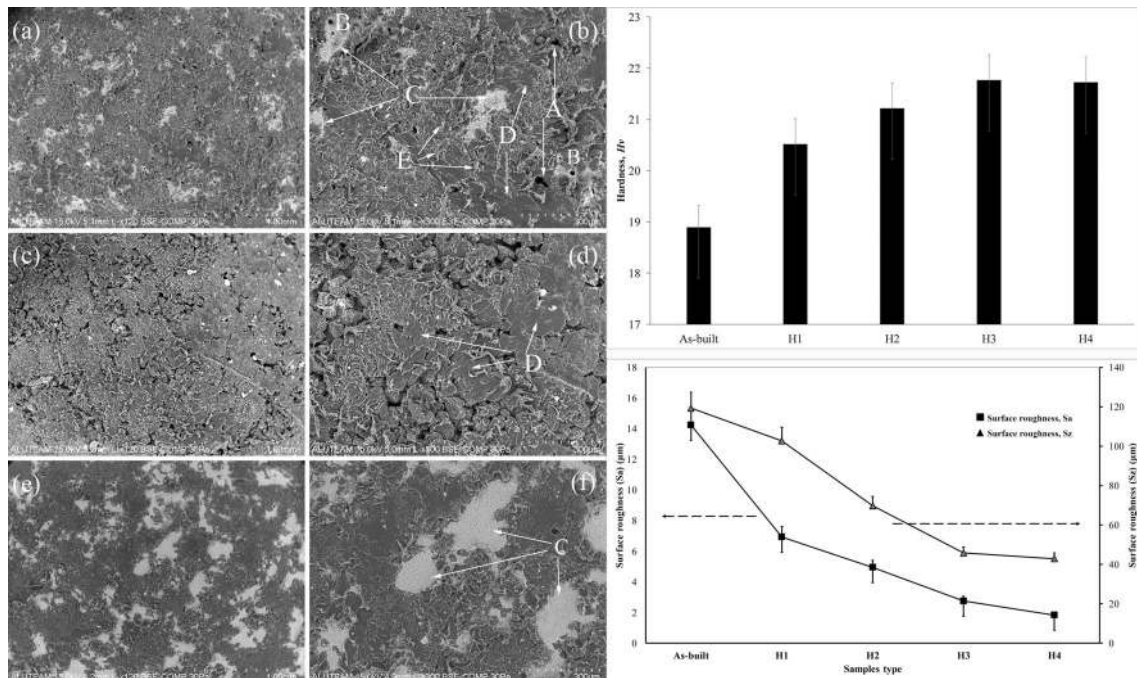 (a)
(b)
B
C
A
D
E
B
(c)
(d)
D
(e)
(f)
C
23
22
21
20
19
18
17
Hardness, Hv
As-built H1 H2 H3 H4
18
16
14
12
10
8
6
4
2
0
Surface roughness (Sa) (µm)
140
120
100
80
60
40
20
0
Surface roughness (Sz) (µm)
Surface roughness, Sa
Surface roughness, Sz
As-built H1 H2 H3 H4
Samples type